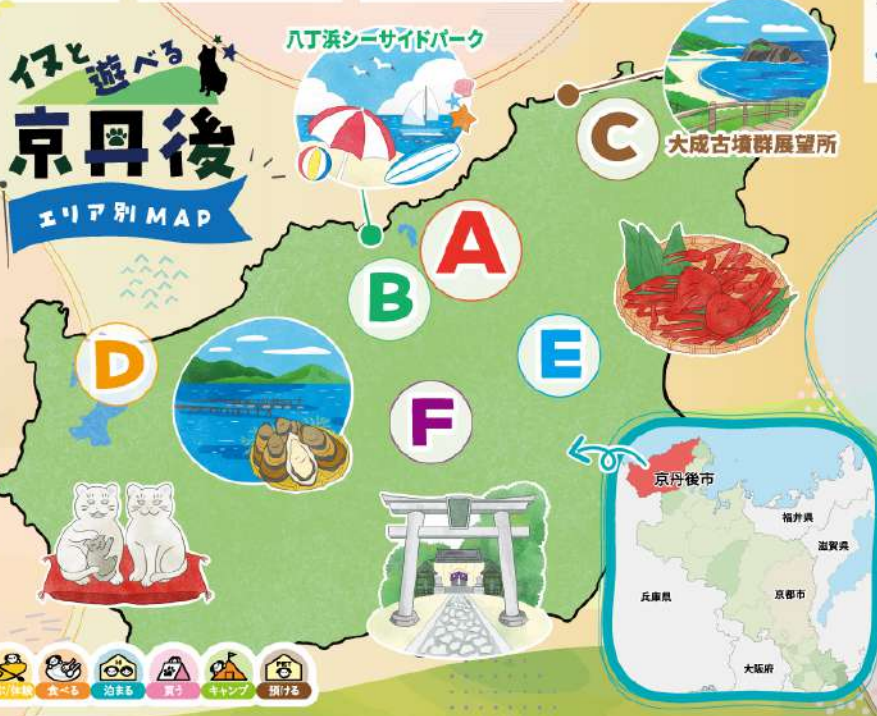 イヌと
遊べる
京丹後
エリア別MAP
八丁浜シーサイドパーク
大成古墳群展望所
A
B
C
D
E
F
京丹後市
福井県
滋賀県
兵庫県
京都市
大阪府
食べる
泊まる
買う
キャンプ
PET
預ける